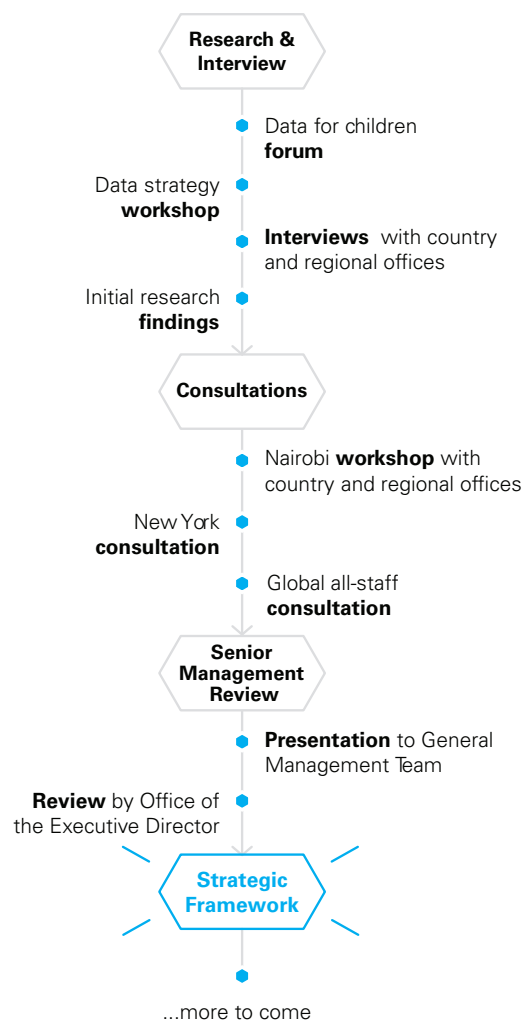 Research &
Interview
Data for children
forum
Data strategy
workshop
Interviews with country
and regional offices
Initial research
findings
Consultations
Nairobi workshop with
country and regional offices
New York
consultation
Global all-staff
consultation
Senior
Management
Review
Presentation to General
Management Team
Review by Office of
the Executive Director
Strategic
Framework
...more to come